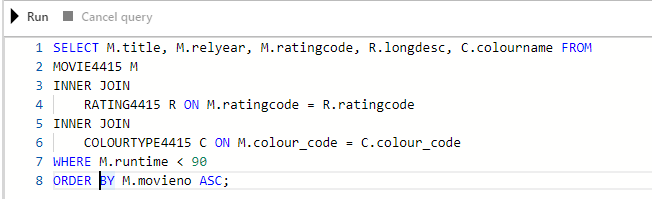 Run Cancel query
1 SELECT M.title, M.relyear, M.ratingcode, R.longdesc, C.colourname FROM
2 MOVIE4415 M
3 INNER JOIN
4 RATING4415 R ON M.ratingcode = R.ratingcode
5 INNER JOIN
6 COLOURTYPE4415 C ON M.colour_code = C.colour_code
7 WHERE M.runtime < 90
8 ORDER BY M.movieno ASC;